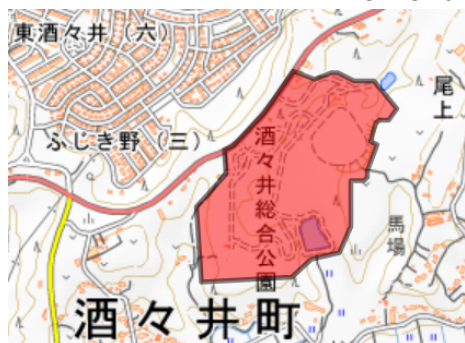 東酒々井（六）
尾上
ふじき野（三）
酒々井総合公園
馬場
酒々井町